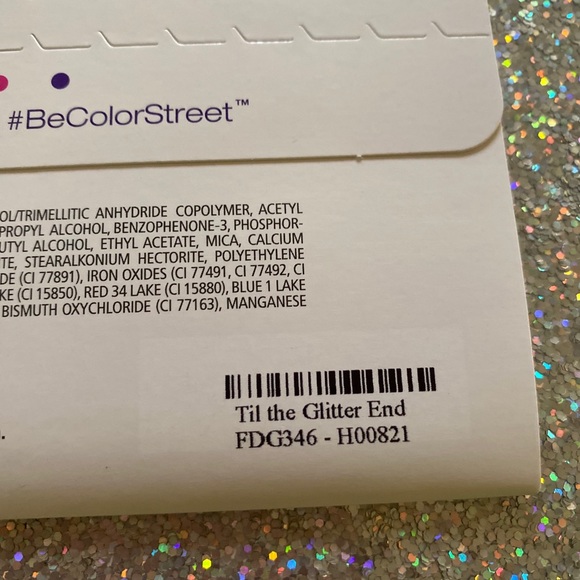 #BeColorStreet™
OL/TRIMELLITIC ANHYDRIDE COPOLYMER, ACETYL
PROPYL ALCOHOL, BENZOPHENONE-3, PHOSPHOR-
UTYL ALCOHOL, ETHYL ACETATE, MICA, CALCIUM
TE, STEARALKONIUM HECTORITE, POLYETHYLENE
DE (CI 77891), IRON OXIDES (CI 77491, CI 77492, CI
KE (CI 15850), RED 34 LAKE (CI 15880), BLUE 1 LAKE
BISMUTH OXYCHLORIDE (CI 77163), MANGANESE
Til the Glitter End
FDG346 - H00821